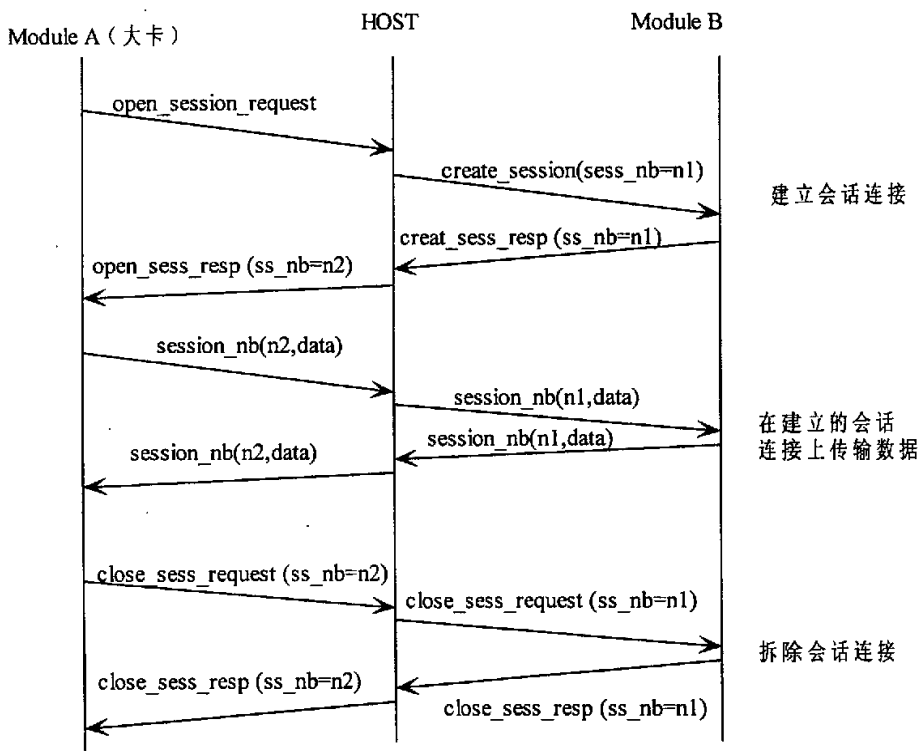 Module A（大卡）
HOST
Module B
open_session_request
create_session(sess_nb=n1)
建立会话连接
creat_sess_resp (ss_nb=n1)
open_sess_resp (ss_nb=n2)
session_nb(n2,data)
session_nb(n1,data)
在建立的会话
连接上传输数据
session_nb(n1,data)
session_nb(n2,data)
close_sess_request (ss_nb=n2)
close_sess_request (ss_nb=n1)
拆除会话连接
close_sess_resp (ss_nb=n2)
close_sess_resp (ss_nb=n1)